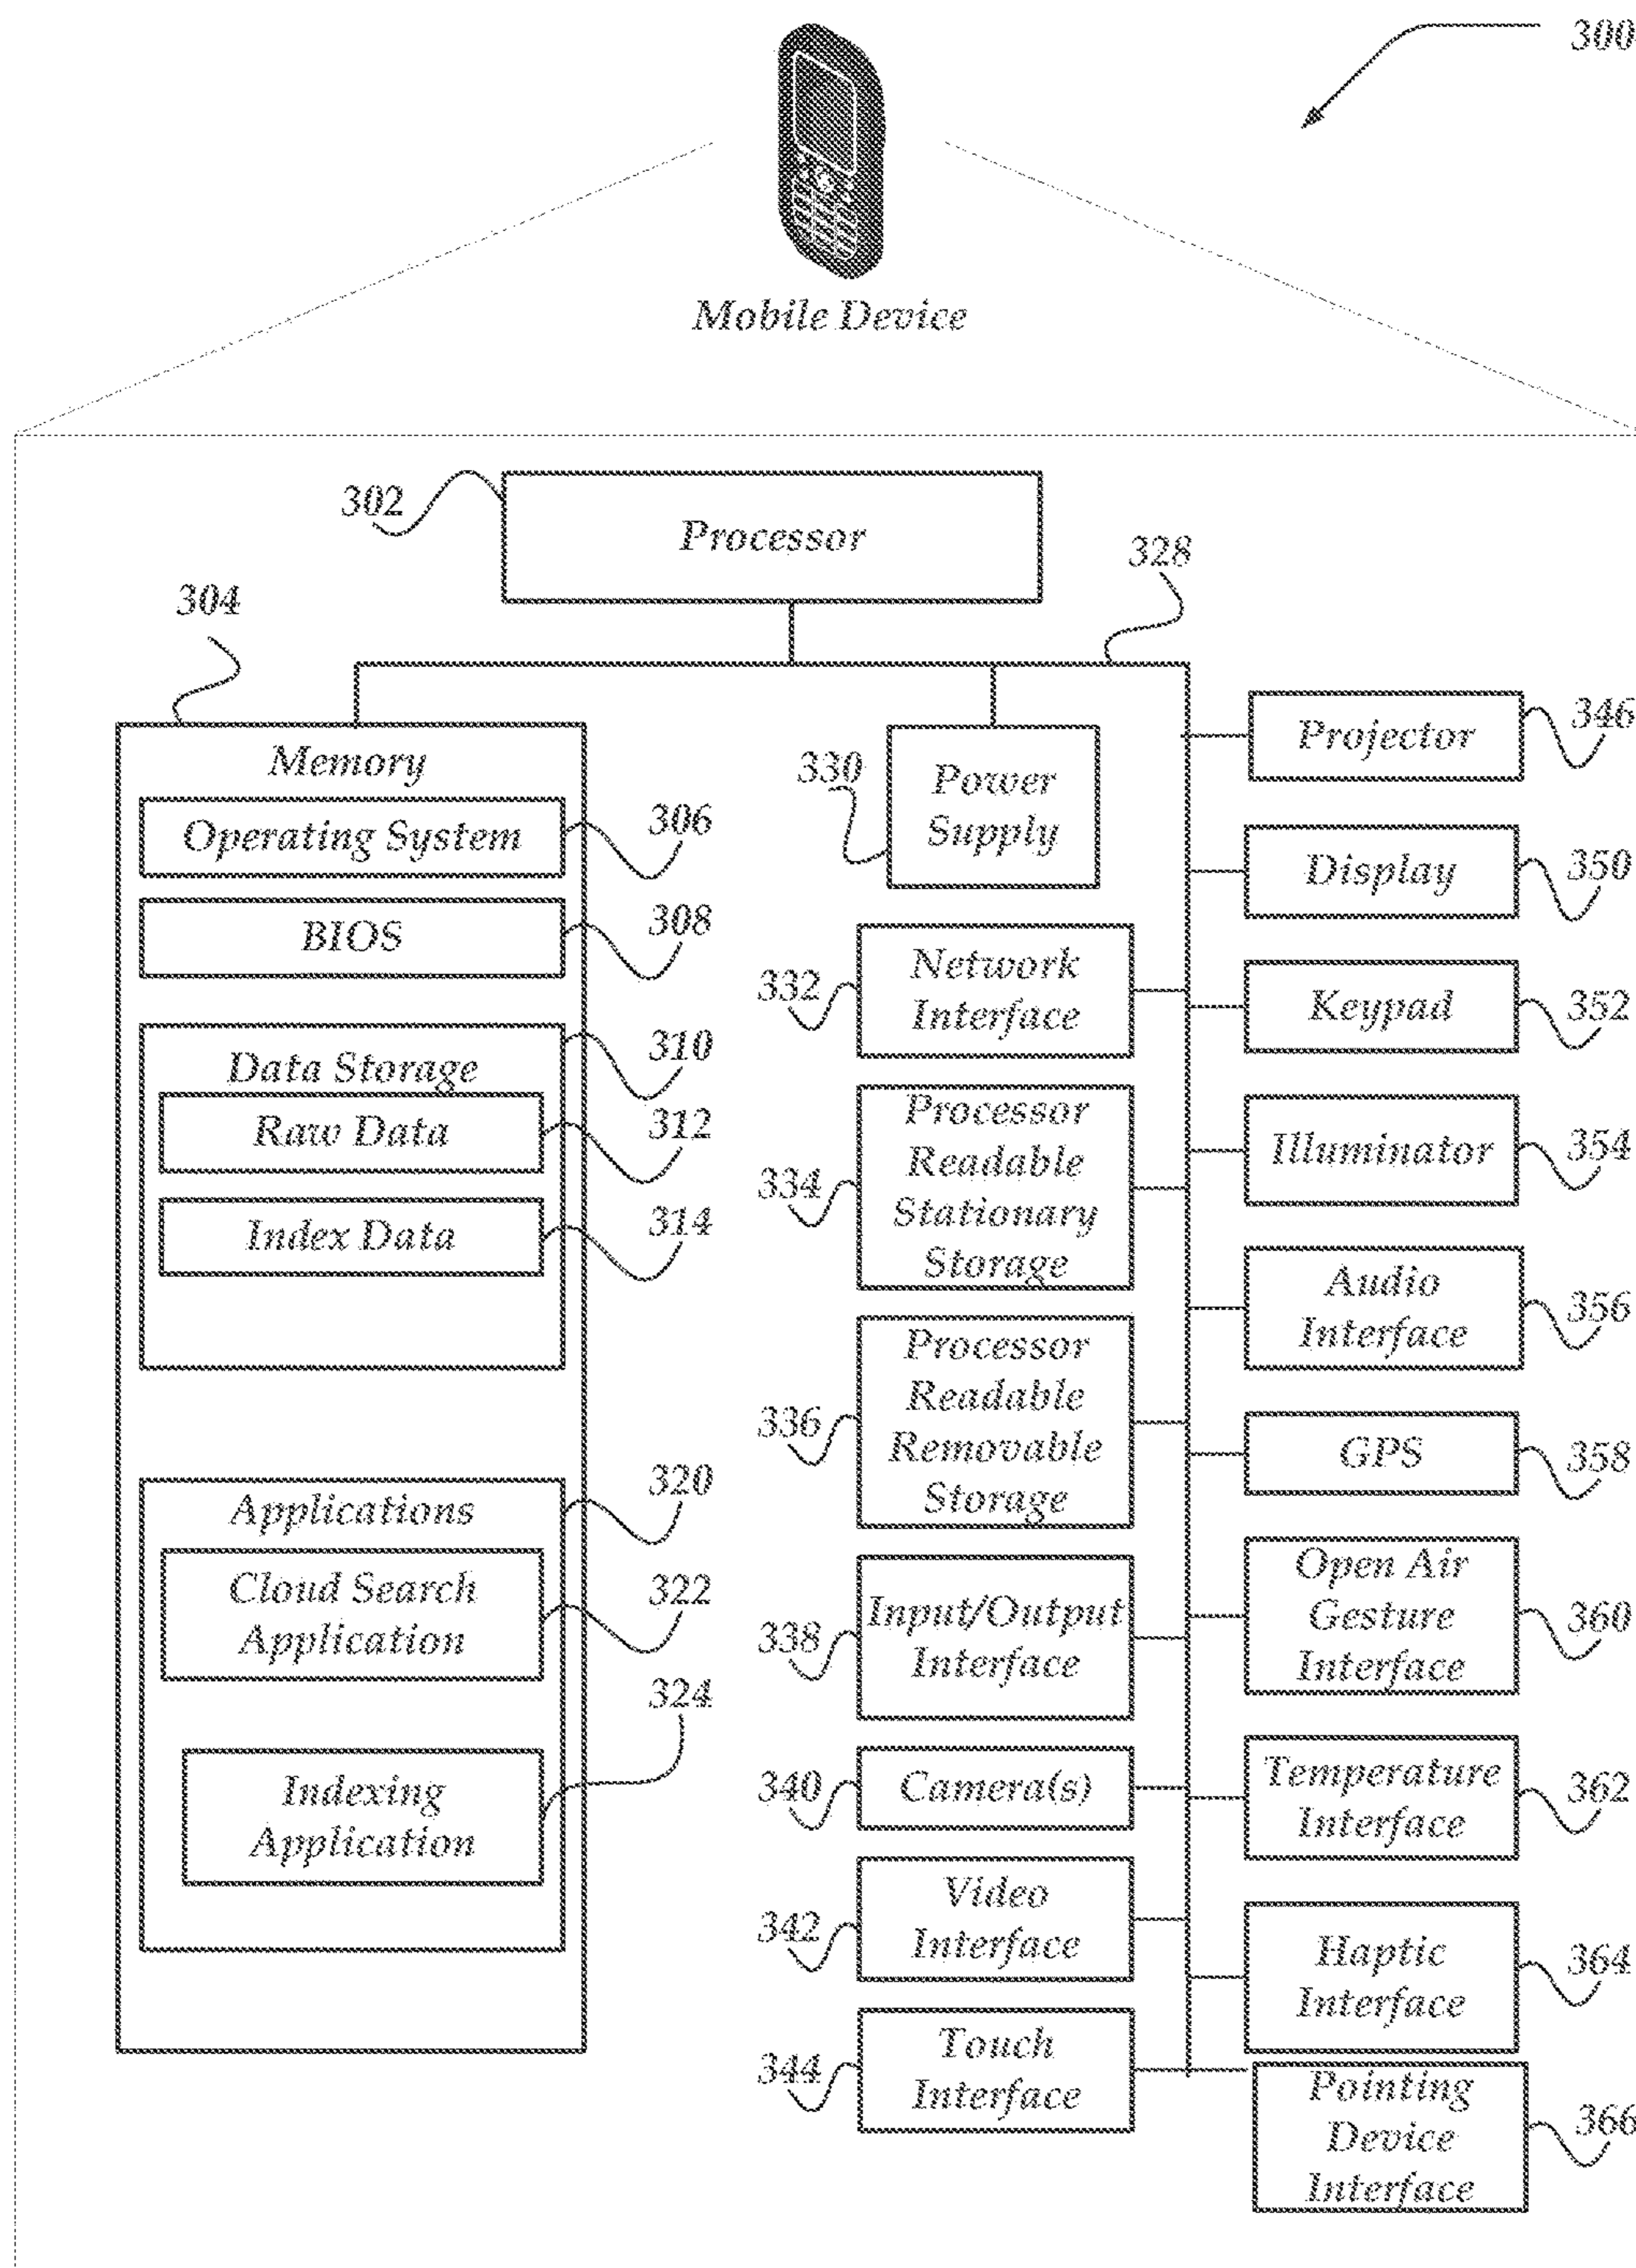 300
Mobile Device
302
Processor
328
304
Memory
Operating System
306
BIOS
308
Data Storage
310
Raw Data
312
Index Data
314
Applications
320
Cloud Search
Application
322
324
Indexing
Application
330
Power
Supply
332
Network
Interface
334
Processor
Readable
Stationary
Storage
336
Processor
Readable
Removable
Storage
338
Input/Output
Interface
340
Camera(s)
342
Video
Interface
344
Touch
Interface
Projector
346
Display
350
Keypad
352
Illuminator
354
Audio
Interface
356
GPS
358
Open Air
Gesture
Interface
360
Temperature
Interface
362
Haptic
Interface
364
Pointing
Device
Interface
366